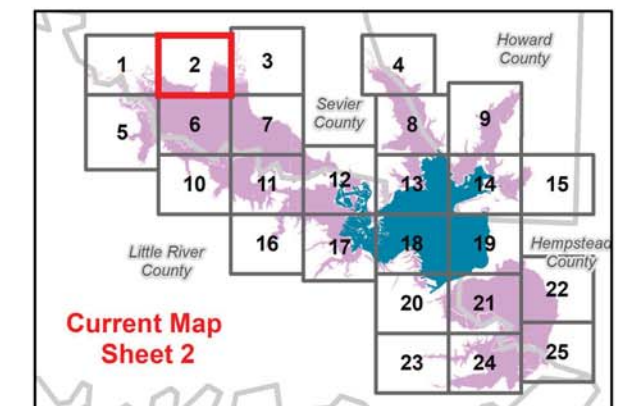 1
2
3
4
Howard
County
5
6
7
Sevier
County
8
9
10
11
12
13
14
15
Little River
County
16
17
18
19
Hempstead
County
20
21
22
Current Map
Sheet 2
23
24
25